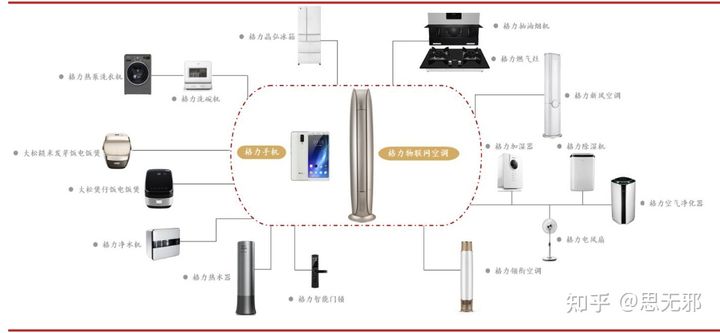 格力晶弘冰箱
格力抽油烟机
格力燃气灶
格力热泵洗衣机
格力洗碗机
格力新风空调
大松糙米发芽饭电饭煲
格力手机
格力物联网空调
格力加湿器
格力除湿机
大松煲仔饭电饭煲
格力空气净化器
格力净水机
格力电风扇
格力热水器
格力智能门锁
格力领御空调
知乎 @思无邪